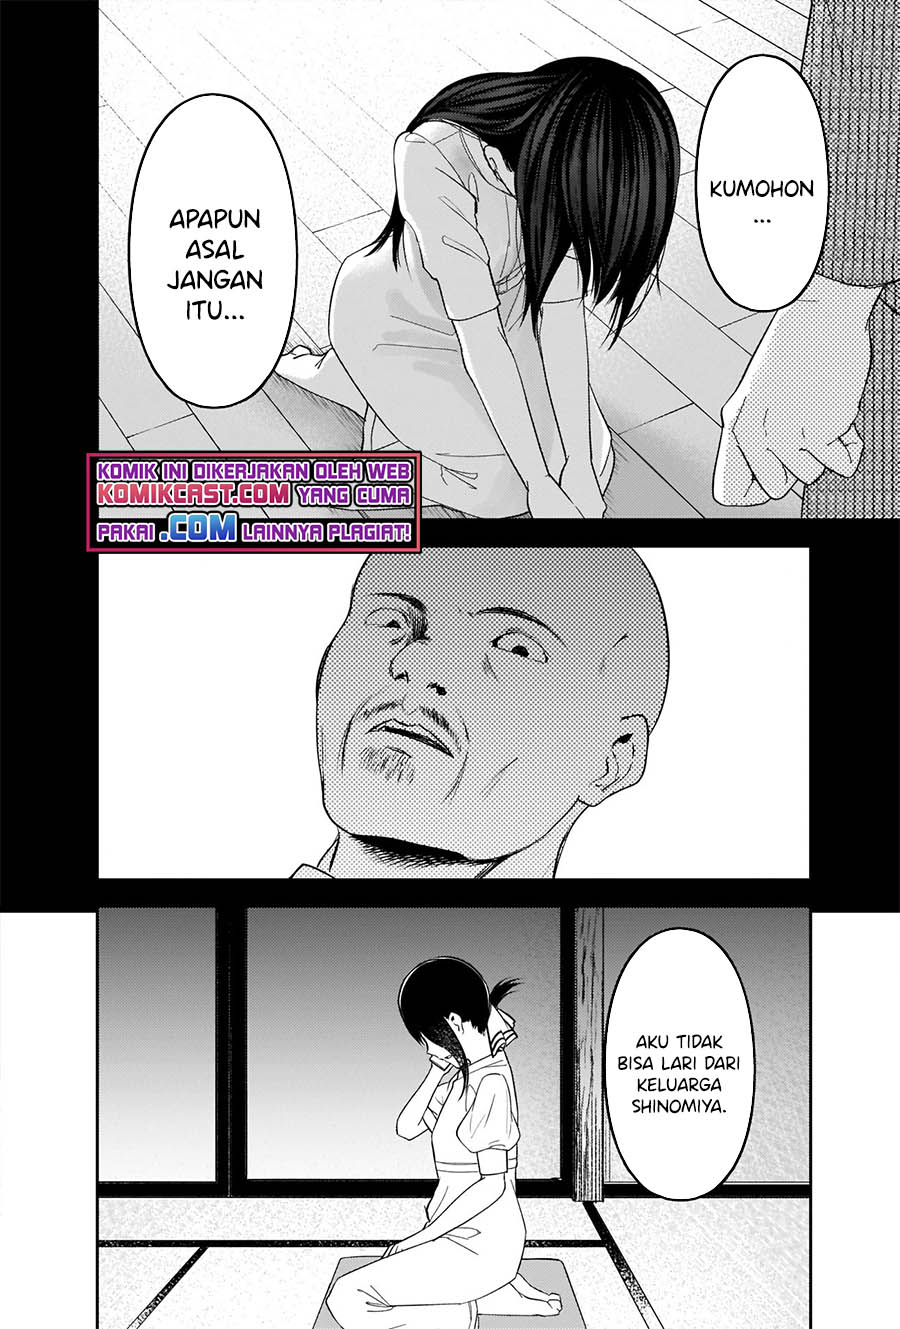 KUMOHON
...
APAPUN
ASAL
JANGAN
ITU...
KOMIK INI DIKERJAKAN OLEH WEB
KOMIKCAST.COM YANG CUMA
PAKAI .COM LAINNYA PLAGIAT!
AKU TIDAK
BISA LARI DARI
KELUARGA
SHINOMIYA.